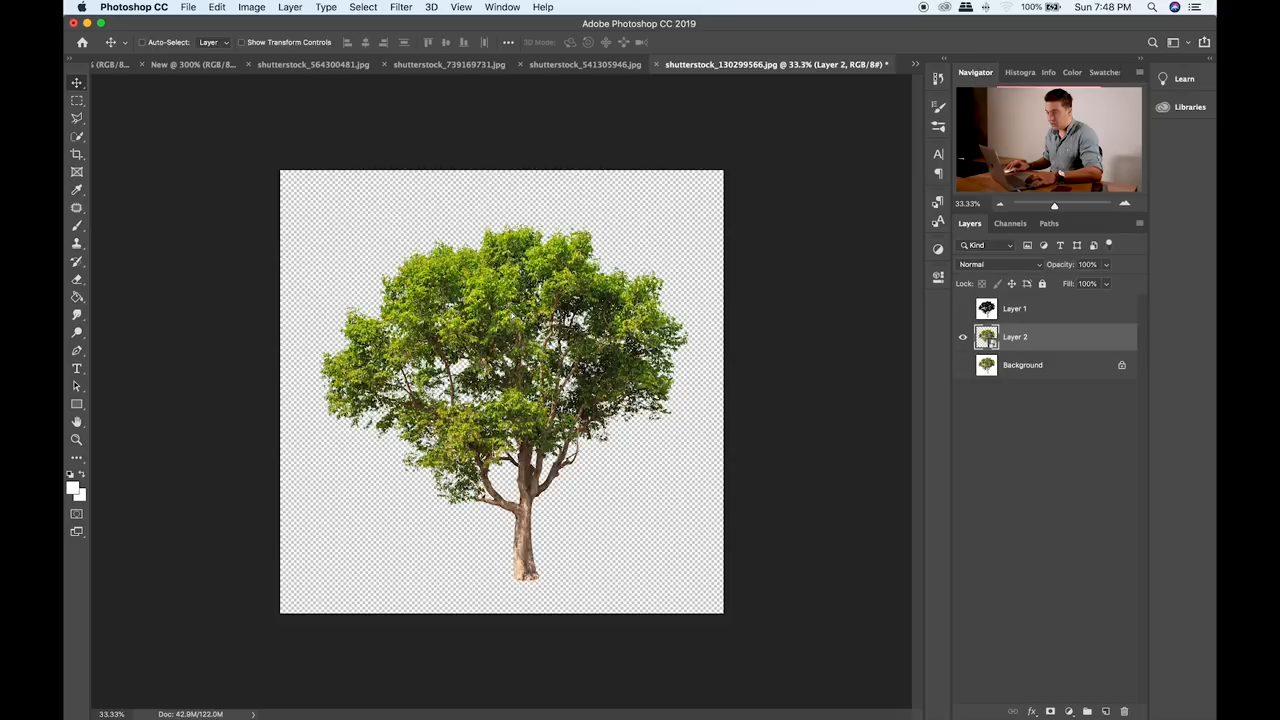 Photoshop CC File Edit Image Layer Type Select Filter 3D View Window Help 100% Sun 7:48 PM
Adobe Photoshop CC 2019
Auto-Select: Layer Show Transform Controls 3D Mode:
(RGB/8... New @ 300% (RGB/8... shutterstock_564300481.jpg shutterstock_739169731.jpg shutterstock_541305946.jpg shutterstock_130299566.jpg @ 33.3% (Layer 2, RGB/8#) *
Navigator Histogra Info Color Swatche
Learn
Libraries
33.33%
Layers Channels Paths
Kind
Normal Opacity: 100%
Lock: Fill: 100%
Layer 1
Layer 2
Background
33.33% Doc: 42.9M/122.0M